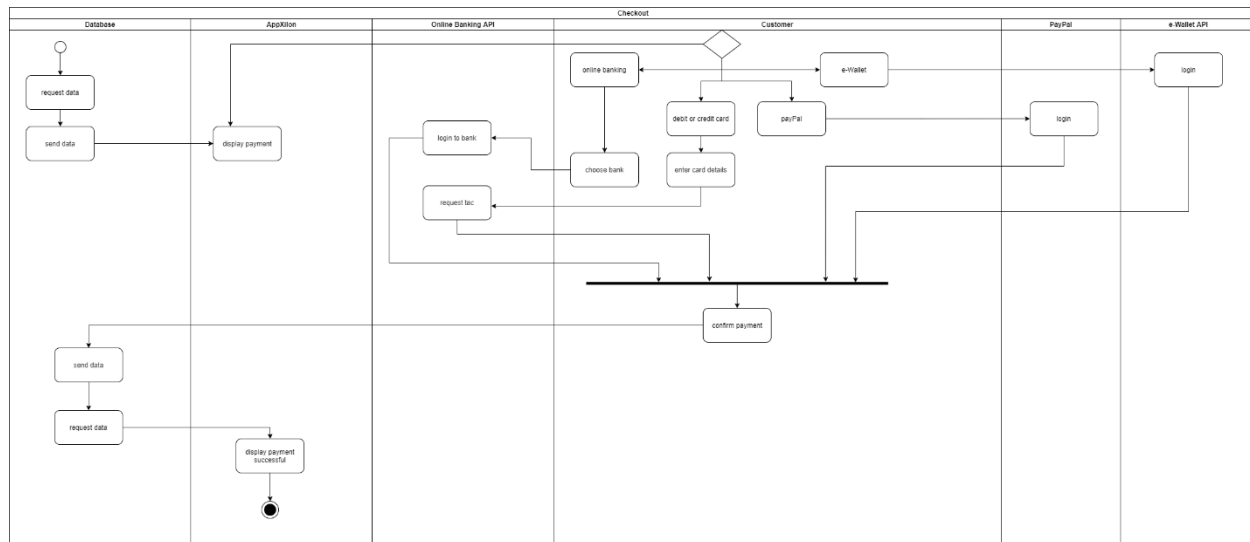 Checkout
Database
AppXilon
Online Banking API
Customer
PayPal
e-Wallet API
online banking
e-Wallet
login
request data
debit or credit card
payPal
login
send data
display payment
login to bank
choose bank
enter card details
request tac
confirm payment
send data
request data
display payment
successful